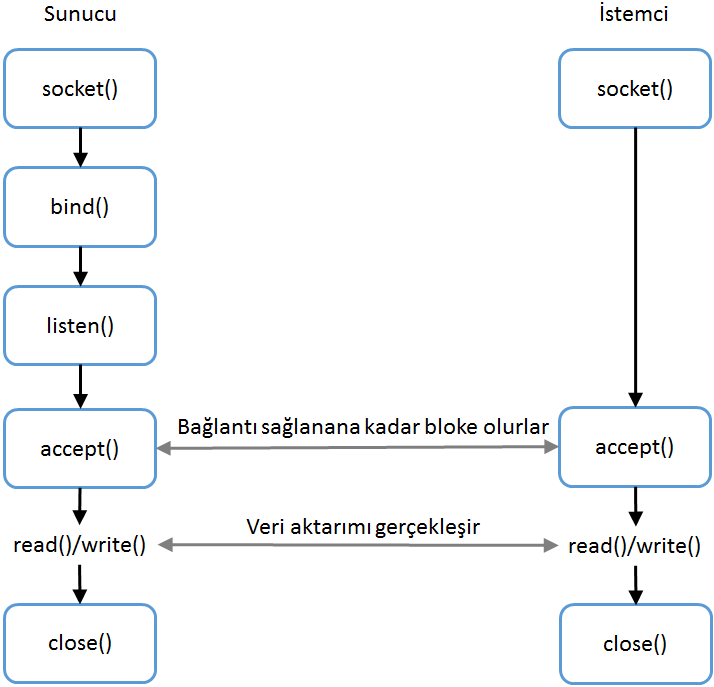 Sunucu
İstemci
socket()
socket()
bind()
listen()
Bağlantı sağlanana kadar bloke olurlar
accept()
accept()
Veri aktarımı gerçekleşir
read()/write()
read()/write()
close()
close()